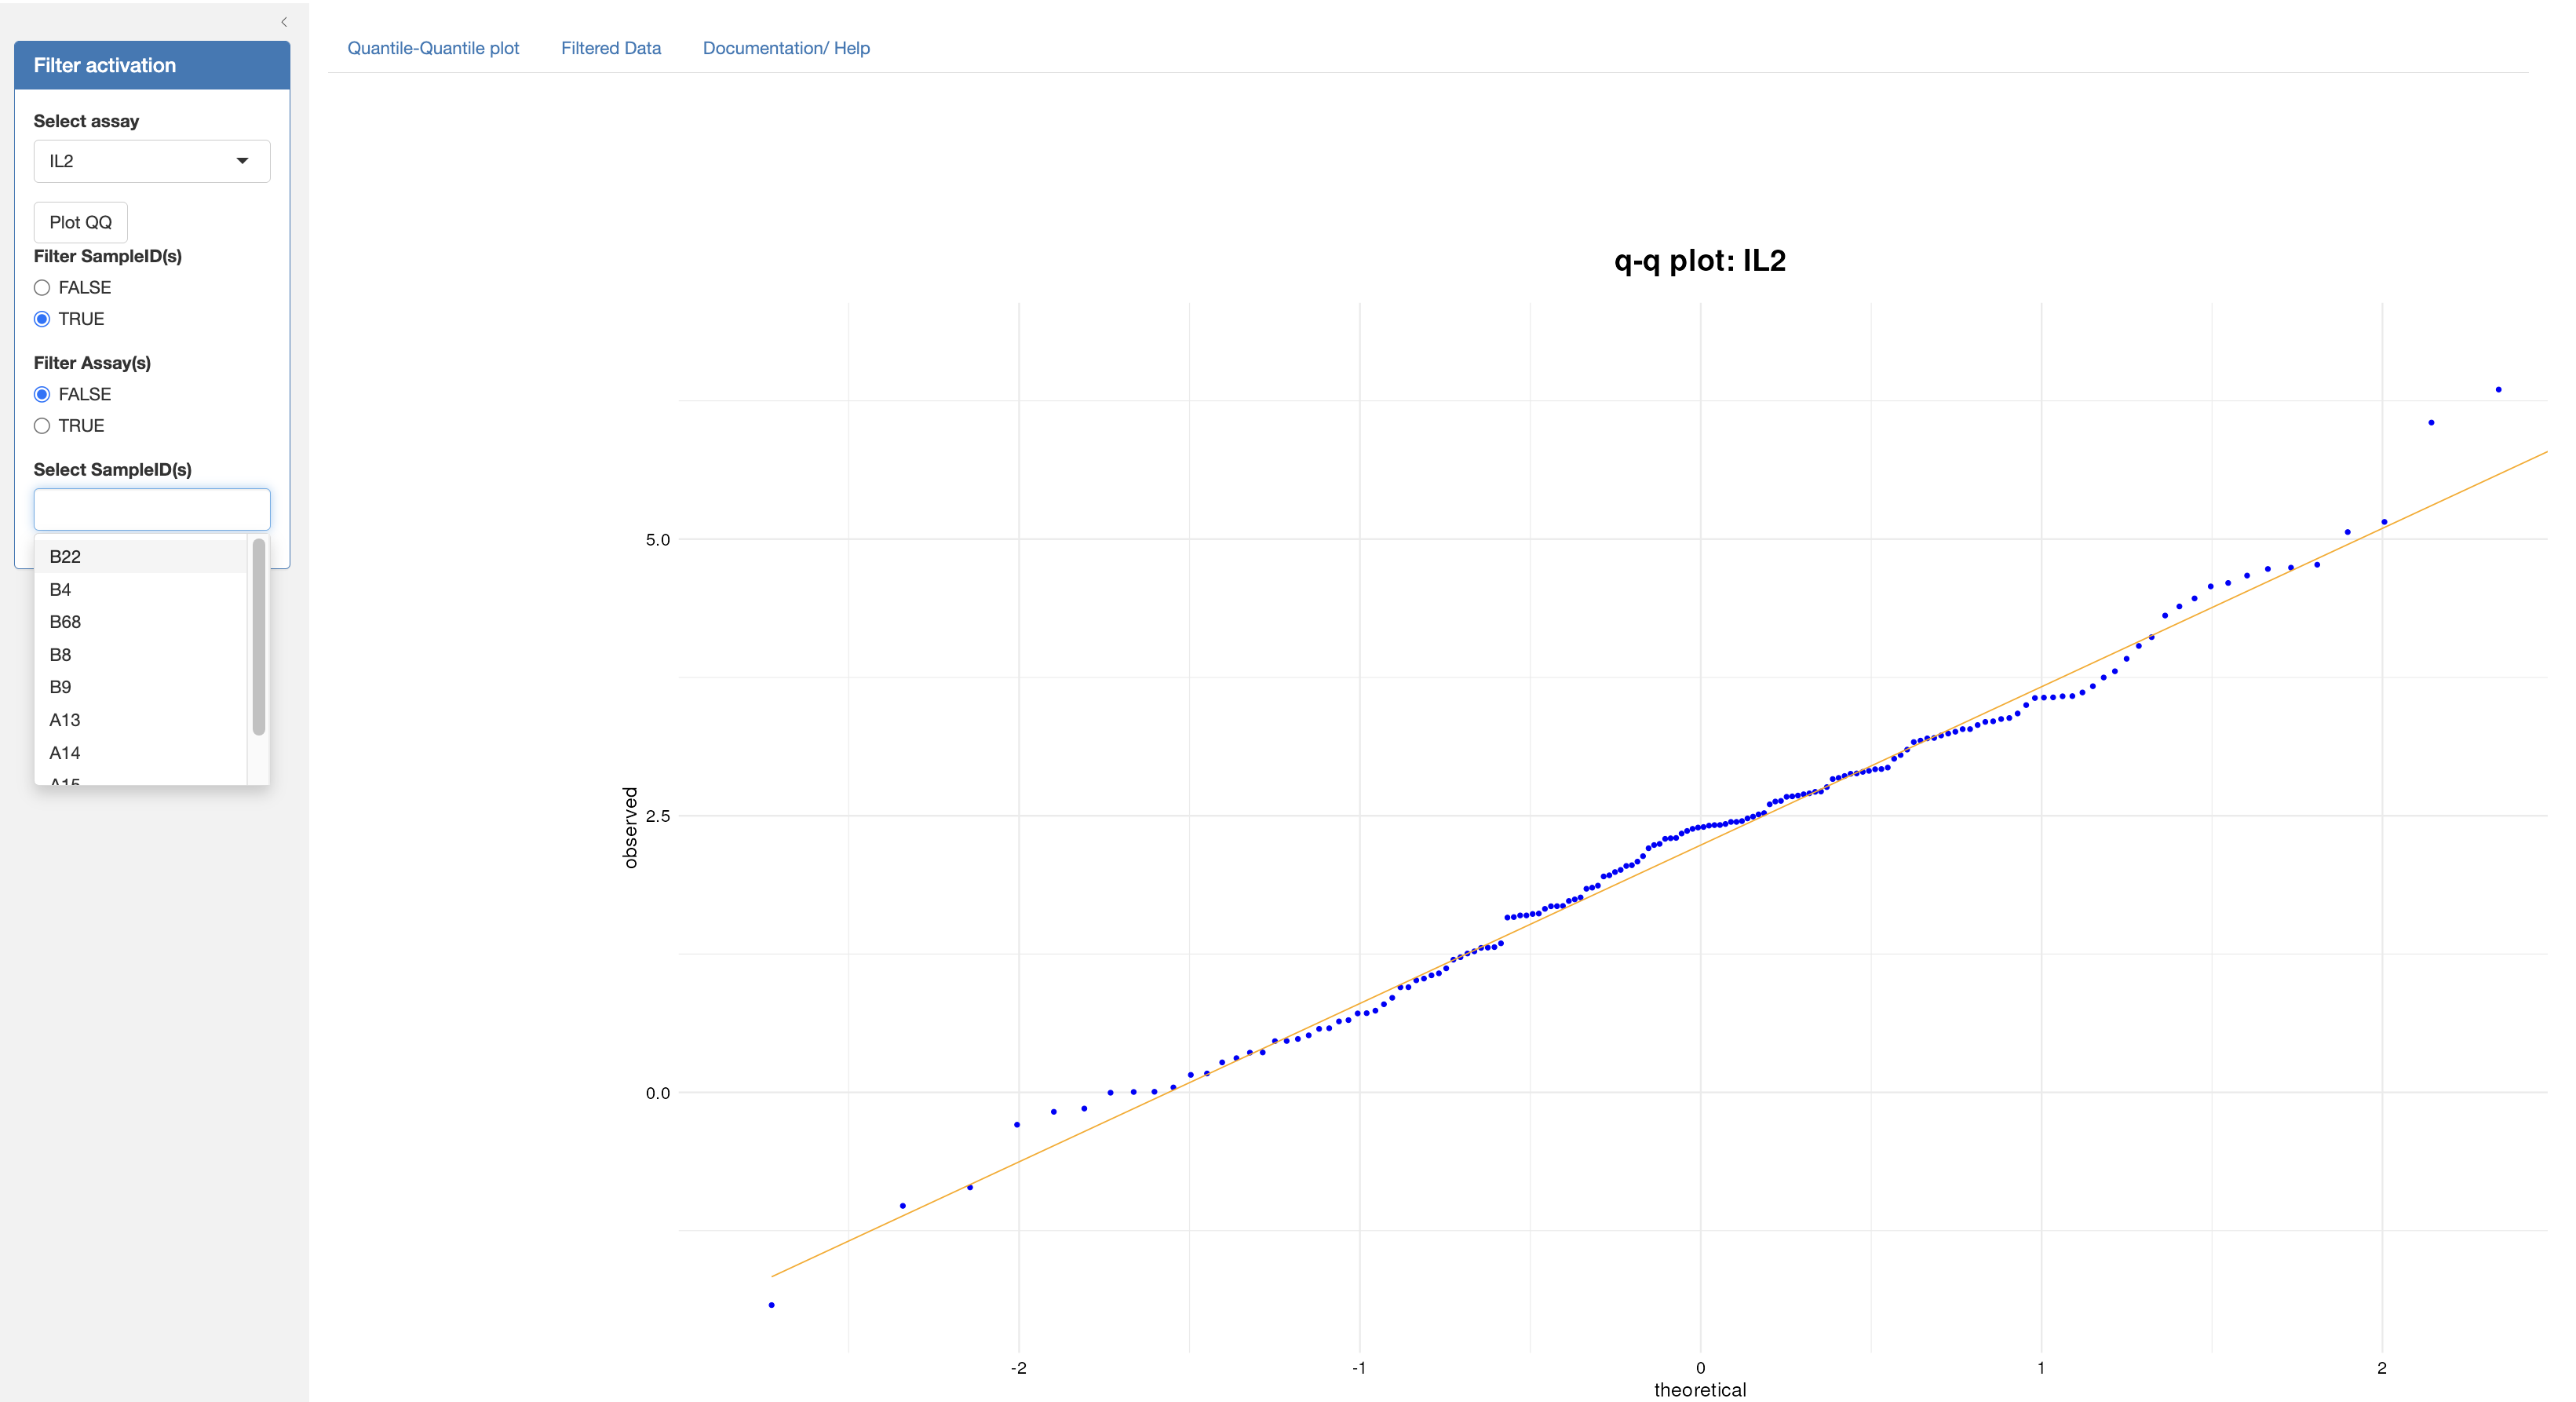 Filter activation
Select assay
IL2
Plot QQ
Filter SampleID(s)
FALSE
TRUE
Filter Assay(s)
FALSE
TRUE
Select SampleID(s)
B22
B4
B68
B8
B9
A13
A14
A15
Quantile-Quantile plot Filtered Data Documentation/ Help
q-q plot: IL2
5.0
2.5
0.0
observed
-2 -1 0 1 2
theoretical